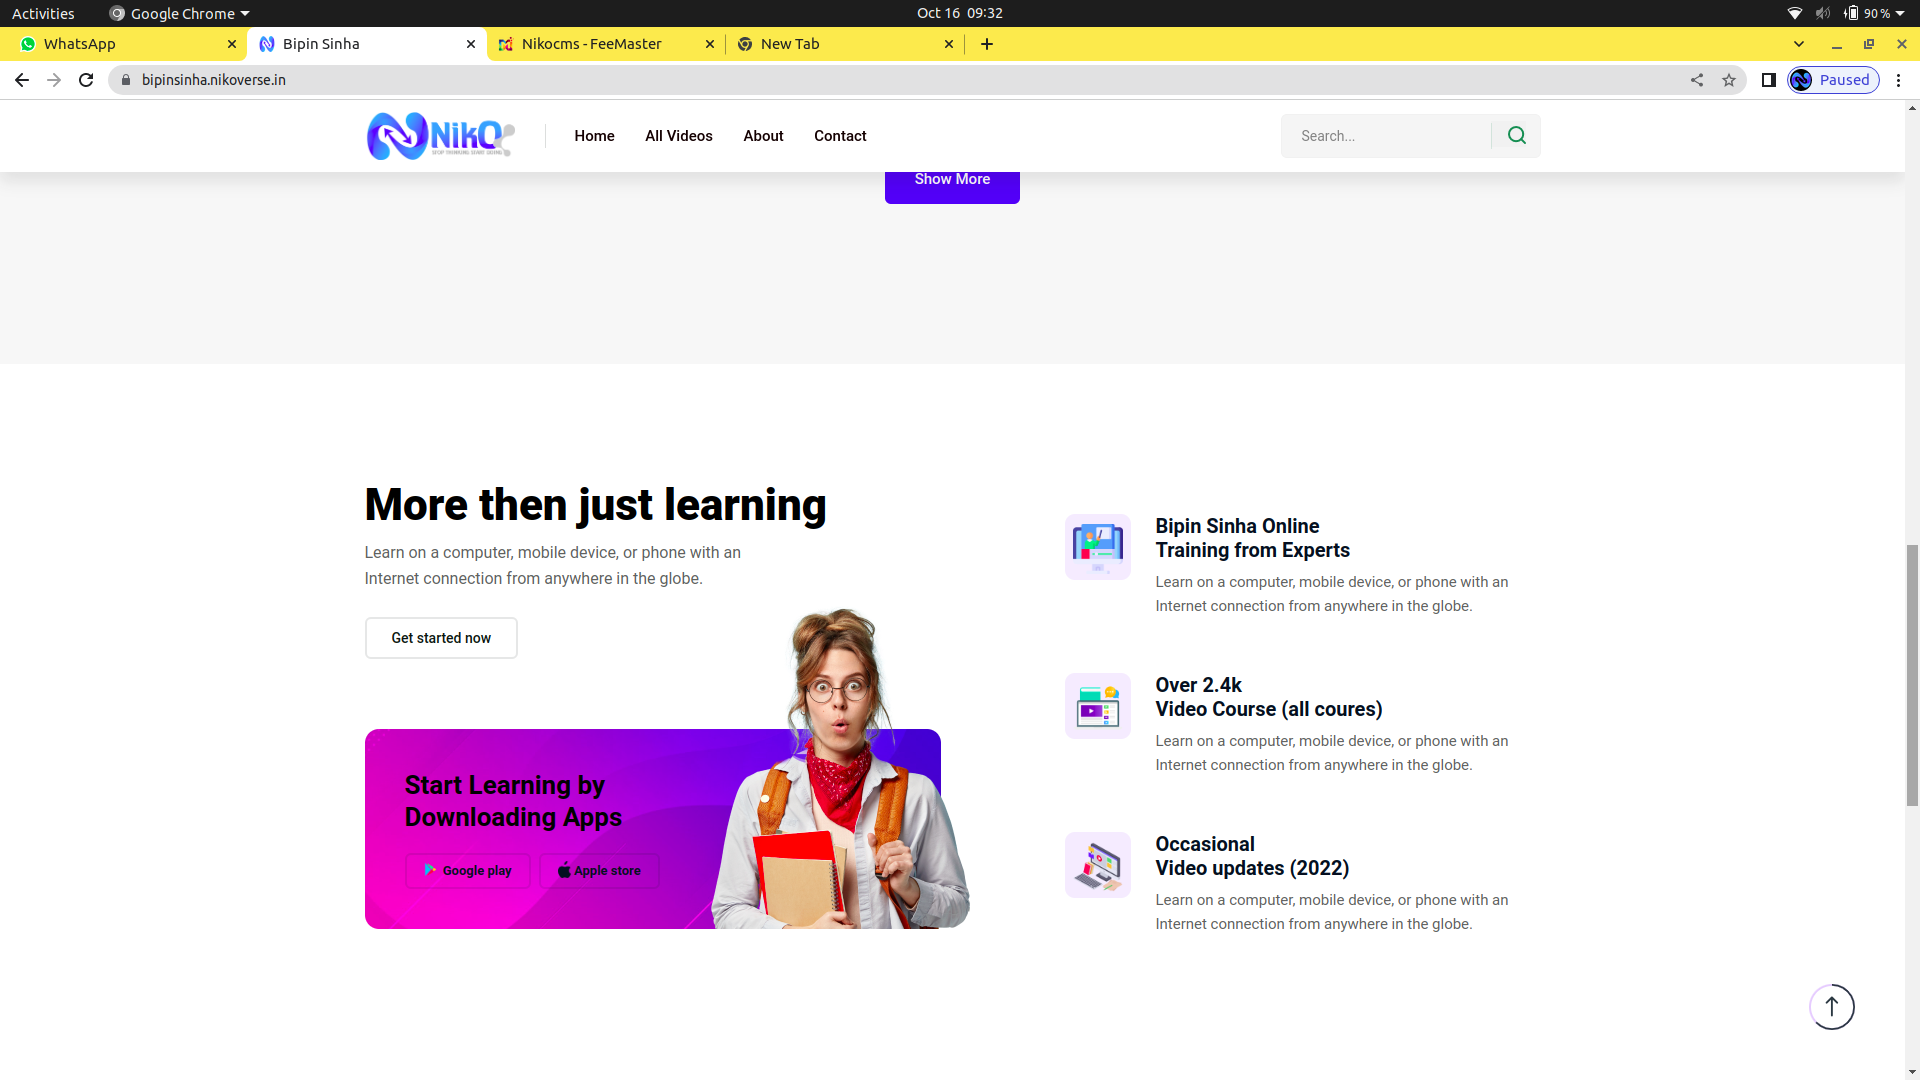 Activities
Google Chrome
Oct 16 09:32
90 %
WhatsApp
Bipin Sinha
Nikocms - FeeMaster
New Tab
bipinsinha.nikoverse.in
Paused
NikO
Home
All Videos
About
Contact
Search...
Show More
More then just learning
Learn on a computer, mobile device, or phone with an
Internet connection from anywhere in the globe.
Get started now
Start Learning by
Downloading Apps
Google play
Apple store
Bipin Sinha Online
Training from Experts
Learn on a computer, mobile device, or phone with an
Internet connection from anywhere in the globe.
Over 2.4k
Video Course (all coures)
Learn on a computer, mobile device, or phone with an
Internet connection from anywhere in the globe.
Occasional
Video updates (2022)
Learn on a computer, mobile device, or phone with an
Internet connection from anywhere in the globe.